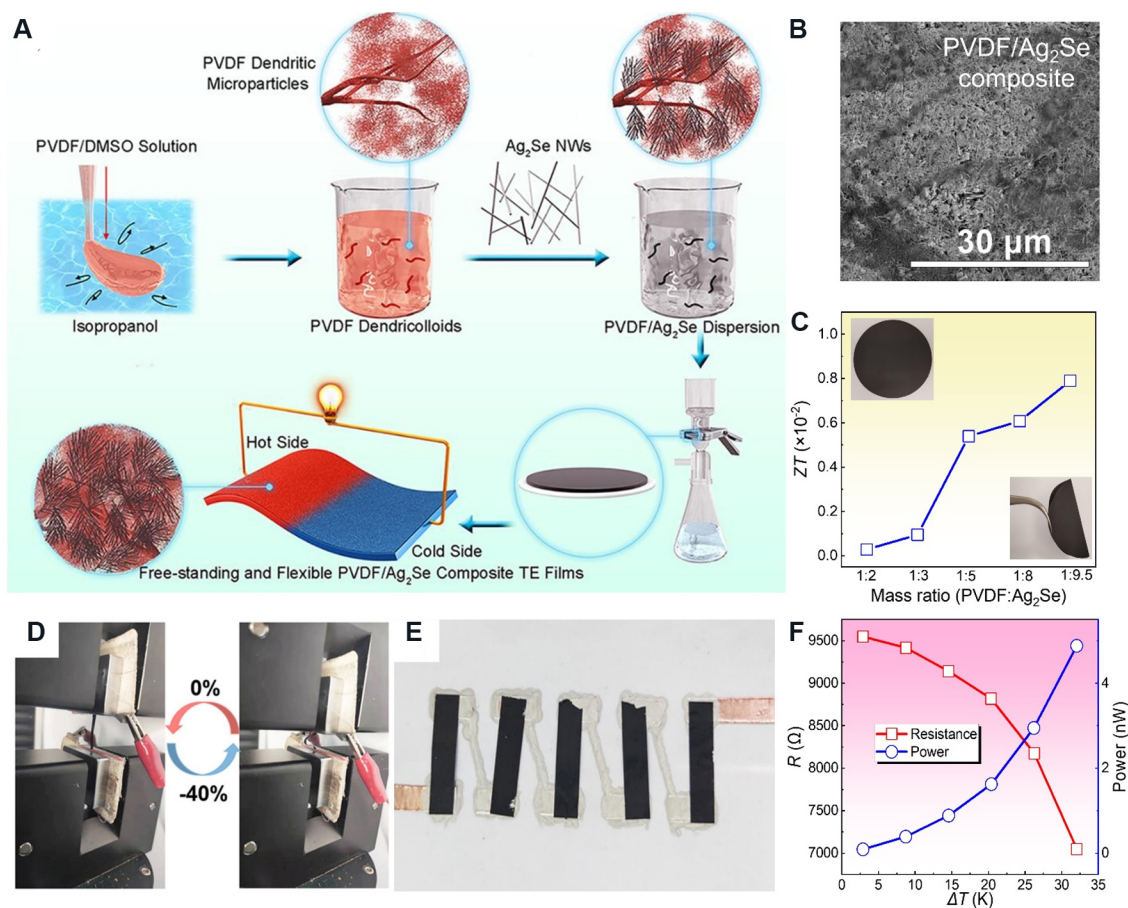 A
PVDF Dendritic
Microparticles
PVDF/DMSO Solution
Ag₂Se NWs
Isopropanol
PVDF Dendricolloids
PVDF/Ag₂Se Dispersion
Hot Side
Cold Side
Free-standing and Flexible PVDF/Ag₂Se Composite TE Films
B
PVDF/Ag₂Se
composite
30 μm
C
ZT (×10⁻²)
1.0
0.8
0.6
0.4
0.2
0.0
1:2 1:3 1:5 1:8 1:9.5
Mass ratio (PVDF:Ag₂Se)
D
0%
-40%
E
F
R (Ω)
9500
9000
8500
8000
7500
7000
Resistance
Power
4
2
0
Power (nW)
0 5 10 15 20 25 30 35
ΔT (K)